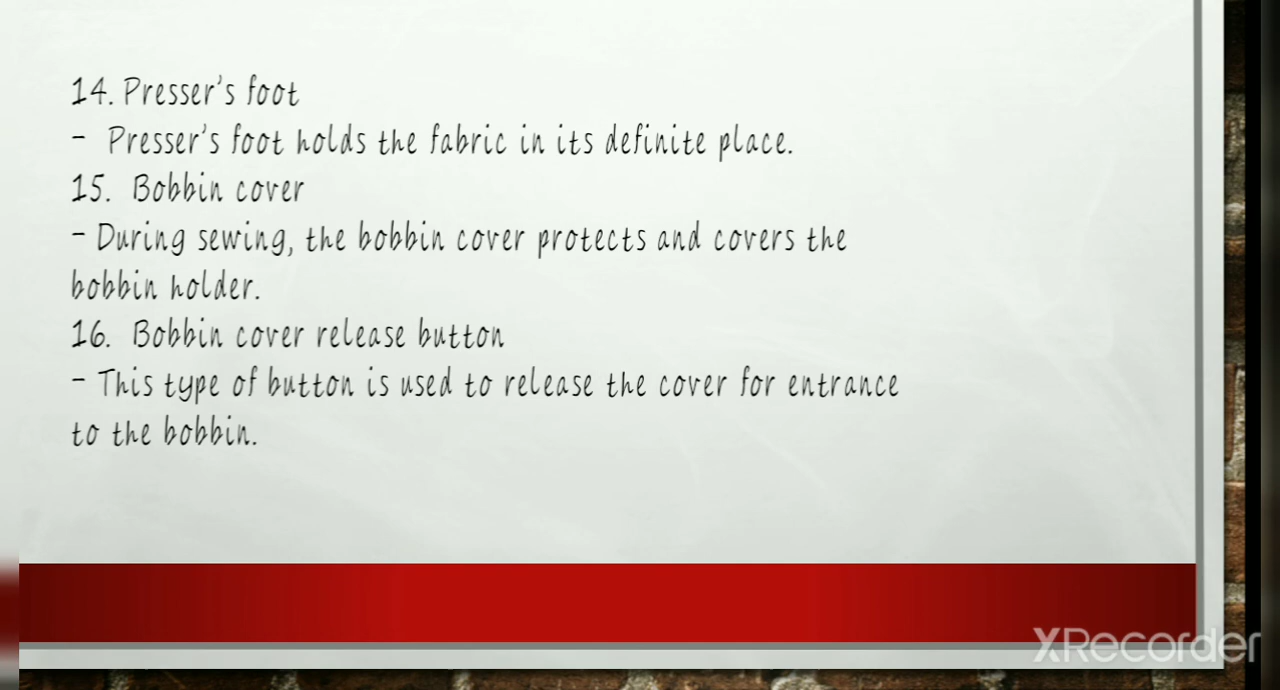 14. Presser's foot
- Presser's foot holds the fabric in its definite place.
15. Bobbin cover
- During sewing, the bobbin cover protects and covers the
bobbin holder.
16. Bobbin cover release button
- This type of button is used to release the cover for entrance
to the bobbin.
XRecorder